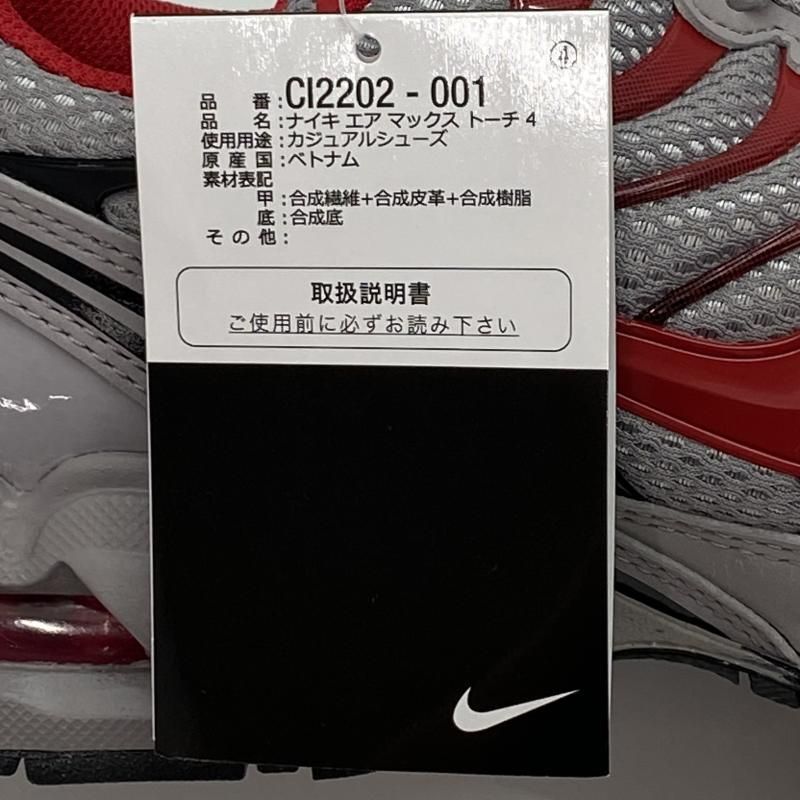 ④
品番:CI2202-001
品名:ナイキ エア マックス トーチ 4
使用用途:カジュアルシューズ
原産国:ベトナム
素材表記
甲:合成繊維+合成皮革+合成樹脂
底:合成底
その他:
取扱説明書
ご使用前に必ずお読み下さい